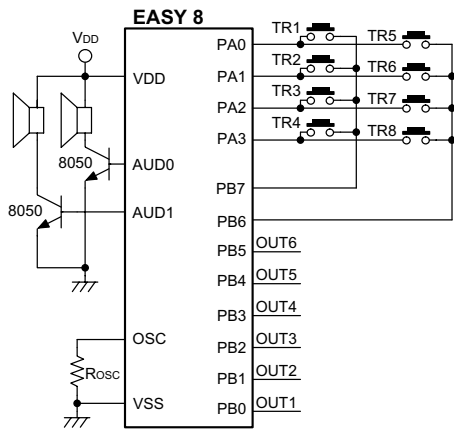 EASY 8
VDD
VDD
8050
AUD0
8050
AUD1
OSC
ROSC
VSS
PA0
TR1
TR5
PA1
TR2
TR6
PA2
TR3
TR7
PA3
TR4
TR8
PB7
PB6
PB5 OUT6
PB4 OUT5
PB3 OUT4
PB2 OUT3
PB1 OUT2
PB0 OUT1